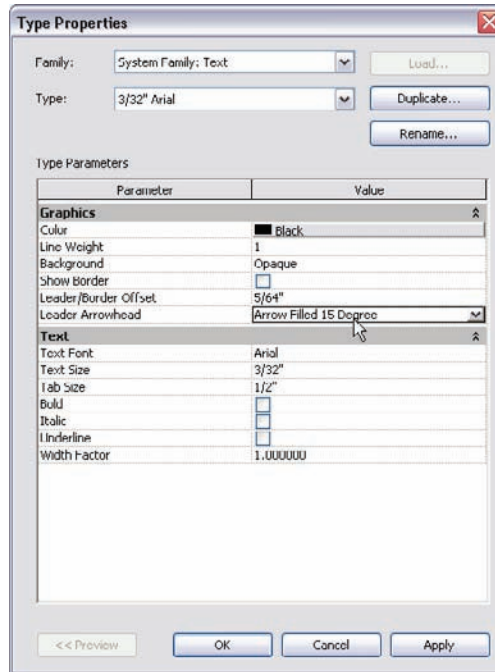 Type Properties
Family: System Family: Text Load...
Type: 3/32" Arial Duplicate...
Rename...
Type Parameters
Parameter Value
Graphics
Color Black
Line Weight 1
Background Opaque
Show Border
Leader/Border Offset 5/64"
Leader Arrowhead Arrow Filled 15 Degree
Text
Text Font Arial
Text Size 3/32"
Tab Size 1/2"
Bold
Italic
Underline
Width Factor 1.000000
<< Preview OK Cancel Apply